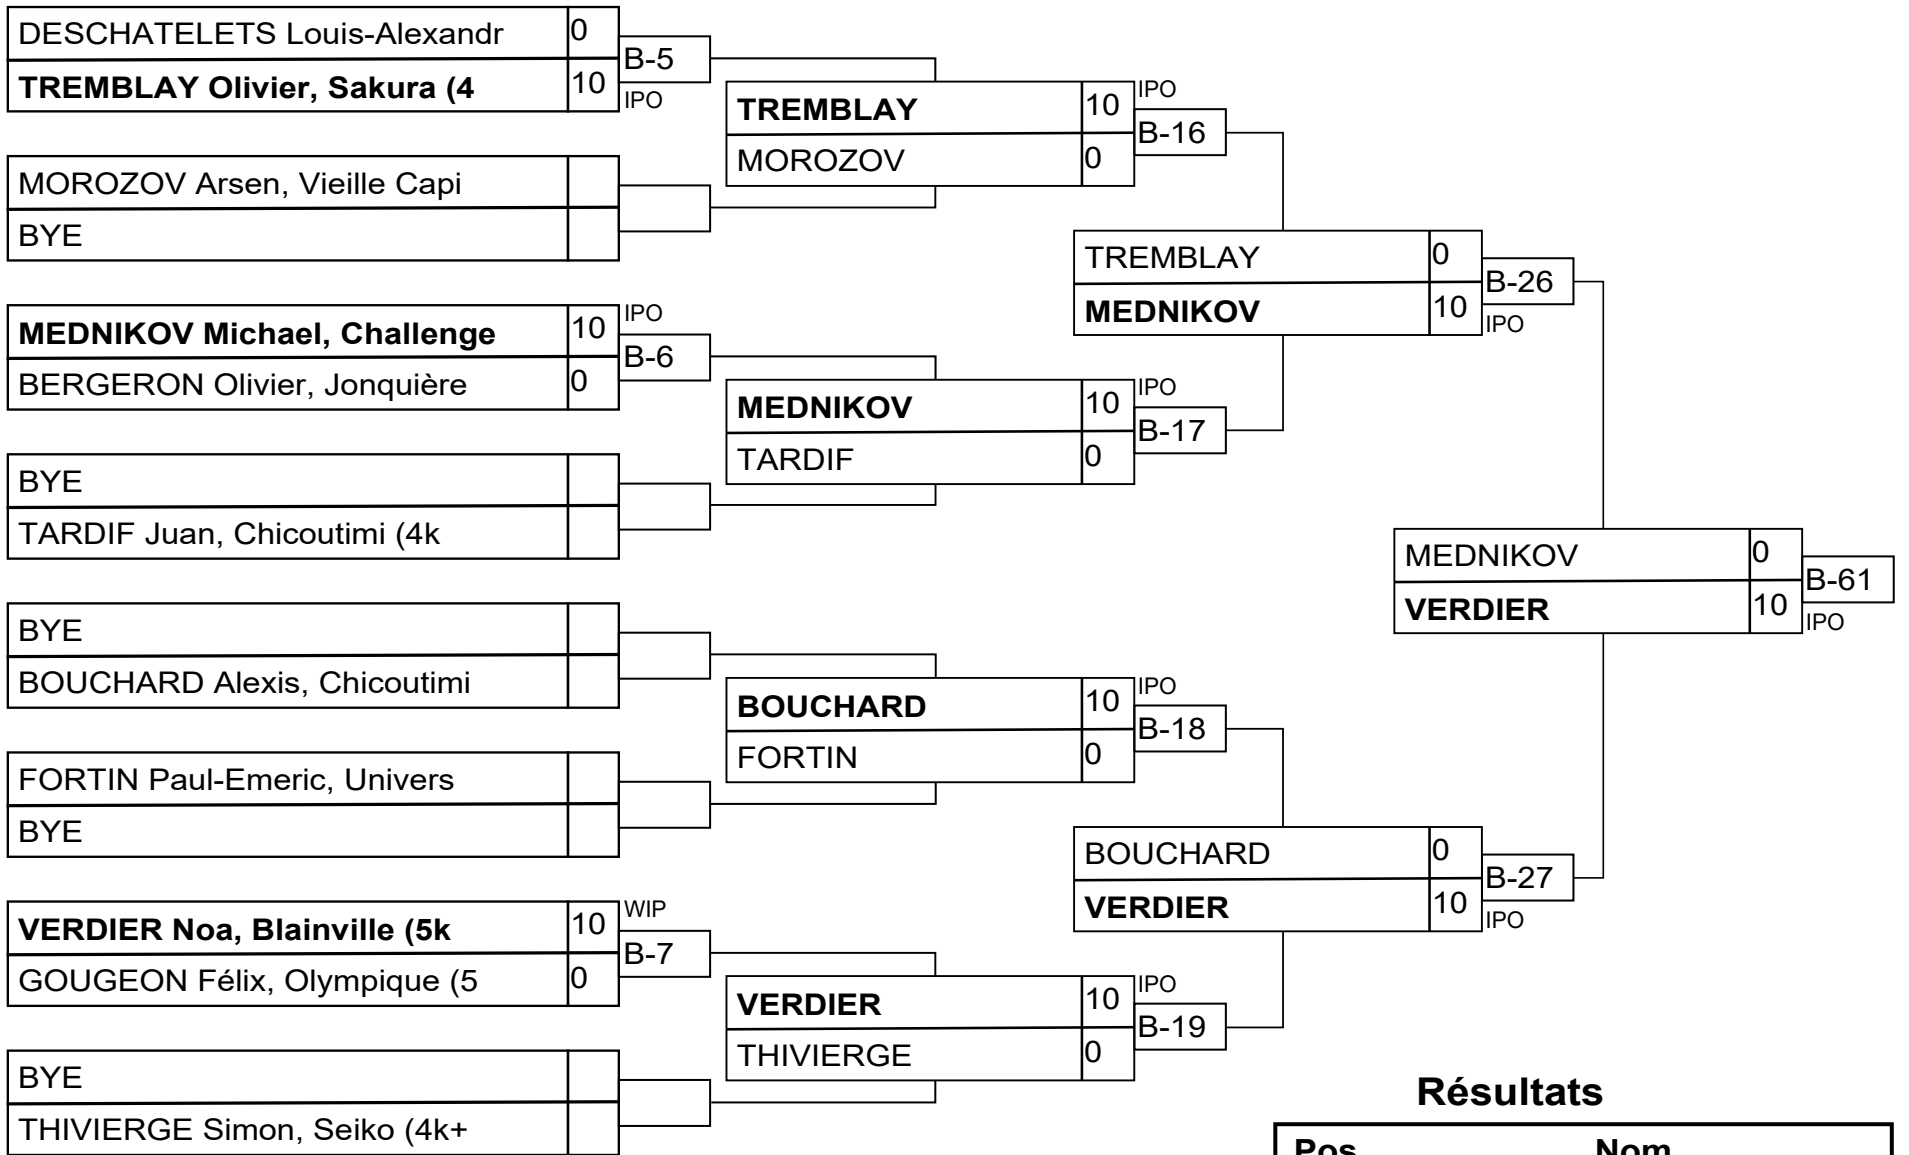 DESCHATELETS Louis-Alexandr 0
B-5
TREMBLAY Olivier, Sakura (4 10
IPO
MOROZOV Arsen, Vieille Capi
BYE
MEDNIKOV Michael, Challenge 10
IPO
B-6
BERGERON Olivier, Jonquière 0
BYE
TARDIF Juan, Chicoutimi (4k
BYE
BOUCHARD Alexis, Chicoutimi
FORTIN Paul-Emeric, Univers
BYE
VERDIER Noa, Blainville (5k 10
WIP
B-7
GOUGEON Félix, Olympique (5 0
BYE
THIVIERGE Simon, Seiko (4k+
TREMBLAY 10
IPO
B-16
MOROZOV 0
MEDNIKOV 10
IPO
B-17
TARDIF 0
BOUCHARD 10
IPO
B-18
FORTIN 0
VERDIER 10
IPO
B-19
THIVIERGE 0
TREMBLAY 0
B-26
MEDNIKOV 10
IPO
BOUCHARD 0
B-27
VERDIER 10
IPO
MEDNIKOV 0
B-61
VERDIER 10
IPO
Résultats
Pos Nom